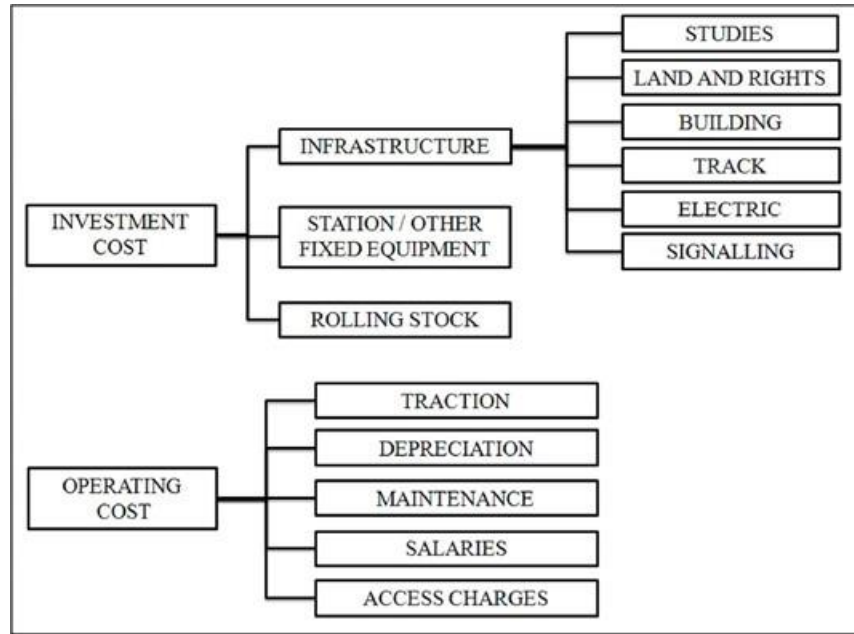 STUDIES
LAND AND RIGHTS
BUILDING
INFRASTRUCTURE
TRACK
INVESTMENT
COST
STATION / OTHER
FIXED EQUIPMENT
ELECTRIC
SIGNALLING
ROLLING STOCK
TRACTION
DEPRECIATION
OPERATING
COST
MAINTENANCE
SALARIES
ACCESS CHARGES